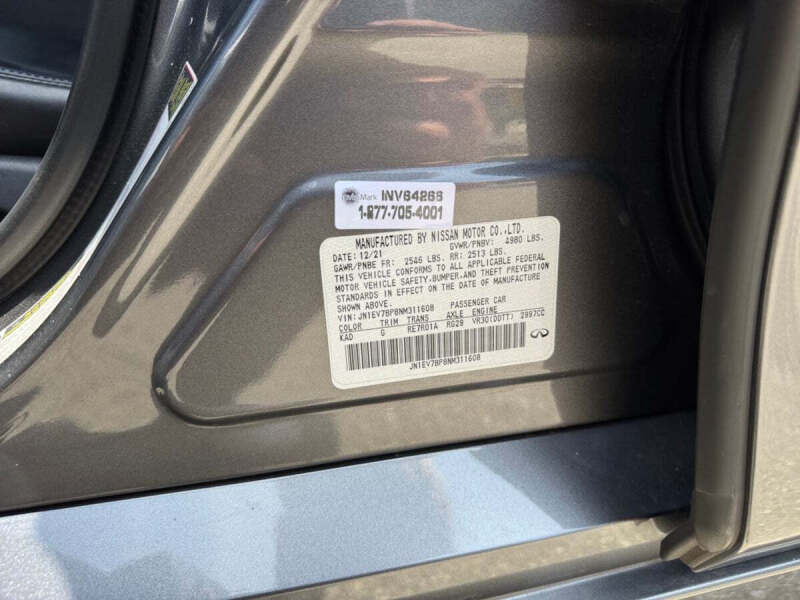 Mark INV64268
1-877-705-4001
MANUFACTURED BY NISSAN MOTOR CO.,LTD.
DATE: 12/21 GVWR/PNBV: 4980 LBS.
GAWR/PNBE FR: 2546 LBS. RR: 2513 LBS.
THIS VEHICLE CONFORMS TO ALL APPLICABLE FEDERAL
MOTOR VEHICLE SAFETY,BUMPER,AND THEFT PREVENTION
STANDARDS IN EFFECT ON THE DATE OF MANUFACTURE
SHOWN ABOVE.
VIN: JN1EV7BP8NM311608 PASSENGER CAR
COLOR TRIM TRANS AXLE ENGINE
KAD G RE7R01A RG29 VR30(DDTT) 2997CC
JN1EV7BP8NM311608